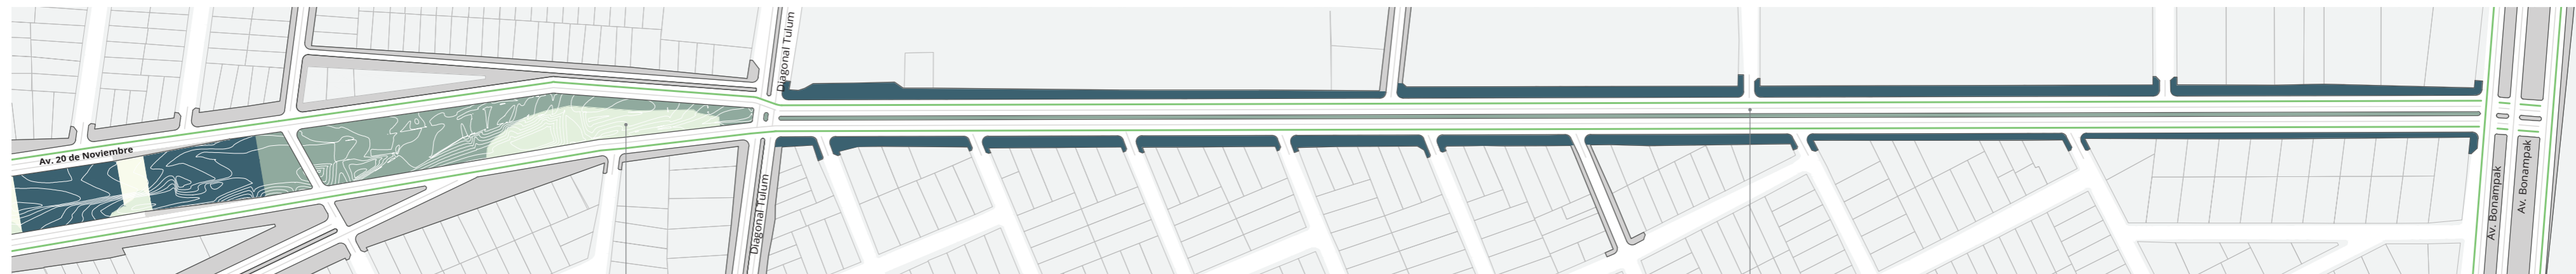 Av. 20 de Noviembre
Diagonal Tulum
Diagonal Tulum
Av. Bonampak
Av. Bonampak